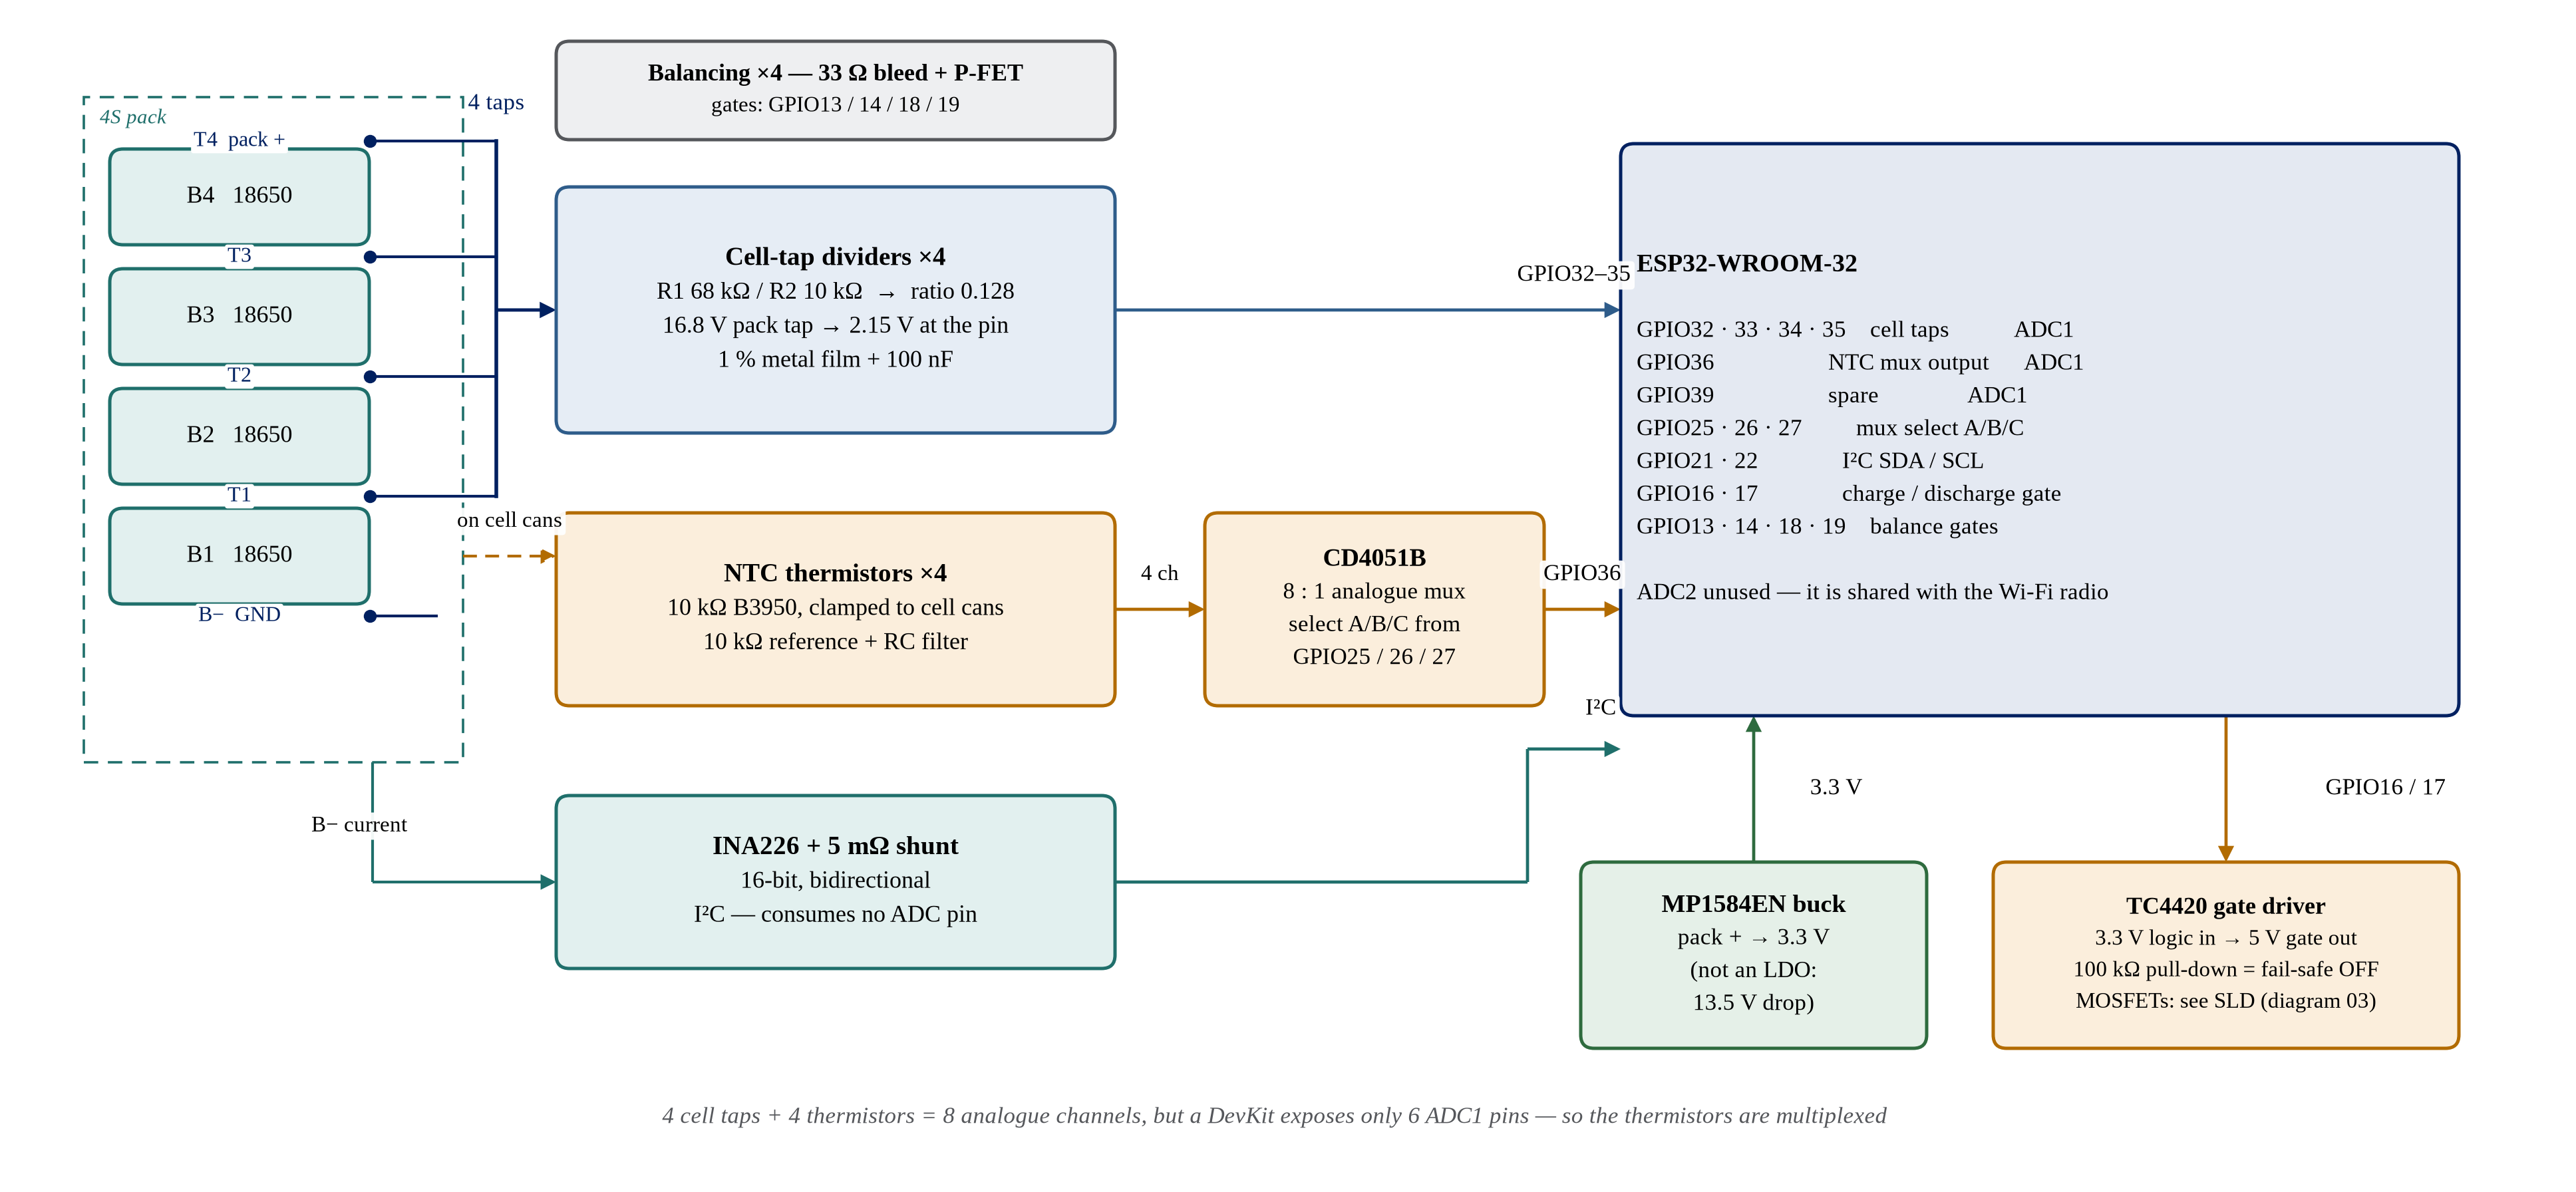 Balancing ×4 — 33 Ω bleed + P-FET
gates: GPIO13 / 14 / 18 / 19
4 taps
4S pack
T4 pack +
B4 18650
T3
B3 18650
T2
B2 18650
T1
B1 18650
B− GND
Cell-tap dividers ×4
R1 68 kΩ / R2 10 kΩ → ratio 0.128
16.8 V pack tap → 2.15 V at the pin
1 % metal film + 100 nF
GPIO32–35
on cell cans
NTC thermistors ×4
10 kΩ B3950, clamped to cell cans
10 kΩ reference + RC filter
4 ch
CD4051B
8 : 1 analogue mux
select A/B/C from
GPIO25 / 26 / 27
GPIO36
ESP32-WROOM-32
GPIO32 · 33 · 34 · 35 cell taps ADC1
GPIO36 NTC mux output ADC1
GPIO39 spare ADC1
GPIO25 · 26 · 27 mux select A/B/C
GPIO21 · 22 I²C SDA / SCL
GPIO16 · 17 charge / discharge gate
GPIO13 · 14 · 18 · 19 balance gates
ADC2 unused — it is shared with the Wi-Fi radio
I²C
B− current
INA226 + 5 mΩ shunt
16-bit, bidirectional
I²C — consumes no ADC pin
3.3 V
GPIO16 / 17
MP1584EN buck
pack + → 3.3 V
(not an LDO:
13.5 V drop)
TC4420 gate driver
3.3 V logic in → 5 V gate out
100 kΩ pull-down = fail-safe OFF
MOSFETs: see SLD (diagram 03)
4 cell taps + 4 thermistors = 8 analogue channels, but a DevKit exposes only 6 ADC1 pins — so the thermistors are multiplexed